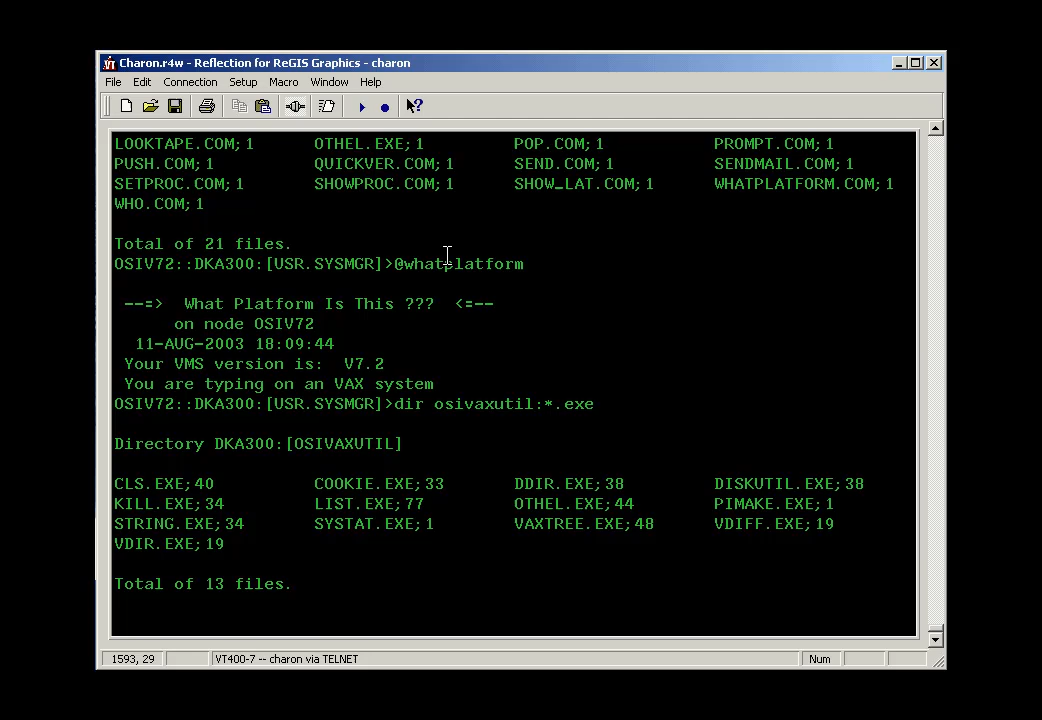 Charon.r4w - Reflection for ReGIS Graphics - charon
File Edit Connection Setup Macro Window Help
LOOKTAPE.COM;1 OTHEL.EXE;1 POP.COM;1 PROMPT.COM;1
PUSH.COM;1 QUICKVER.COM;1 SEND.COM;1 SENDMAIL.COM;1
SETPROC.COM;1 SHOWPROC.COM;1 SHOW_LAT.COM;1 WHATPLATFORM.COM;1
WHO.COM;1
Total of 21 files.
OSIV72::DKA300:[USR.SYSMGR]>@whatplatform
--=> What Platform Is This ??? <=--
on node OSIV72
11-AUG-2003 18:09:44
Your VMS version is: V7.2
You are typing on an VAX system
OSIV72::DKA300:[USR.SYSMGR]>dir osivaxutil:*.exe
Directory DKA300:[OSIVAXUTIL]
CLS.EXE;40 COOKIE.EXE;33 DDIR.EXE;38 DISKUTIL.EXE;38
KILL.EXE;34 LIST.EXE;77 OTHEL.EXE;44 PIMAKE.EXE;1
STRING.EXE;34 SYSTAT.EXE;1 VAXTREE.EXE;48 VDIFF.EXE;19
VDIR.EXE;19
Total of 13 files.
1593, 29 VT400-7 -- charon via TELNET Num